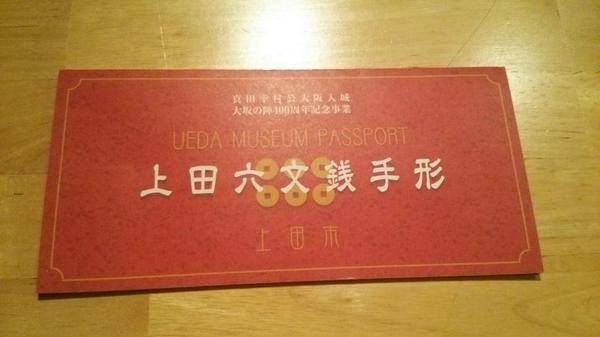 真田幸村公大阪入城
大坂の陣400周年記念事業
UEDA MUSEUM PASSPORT
上田六文銭手形
上田市